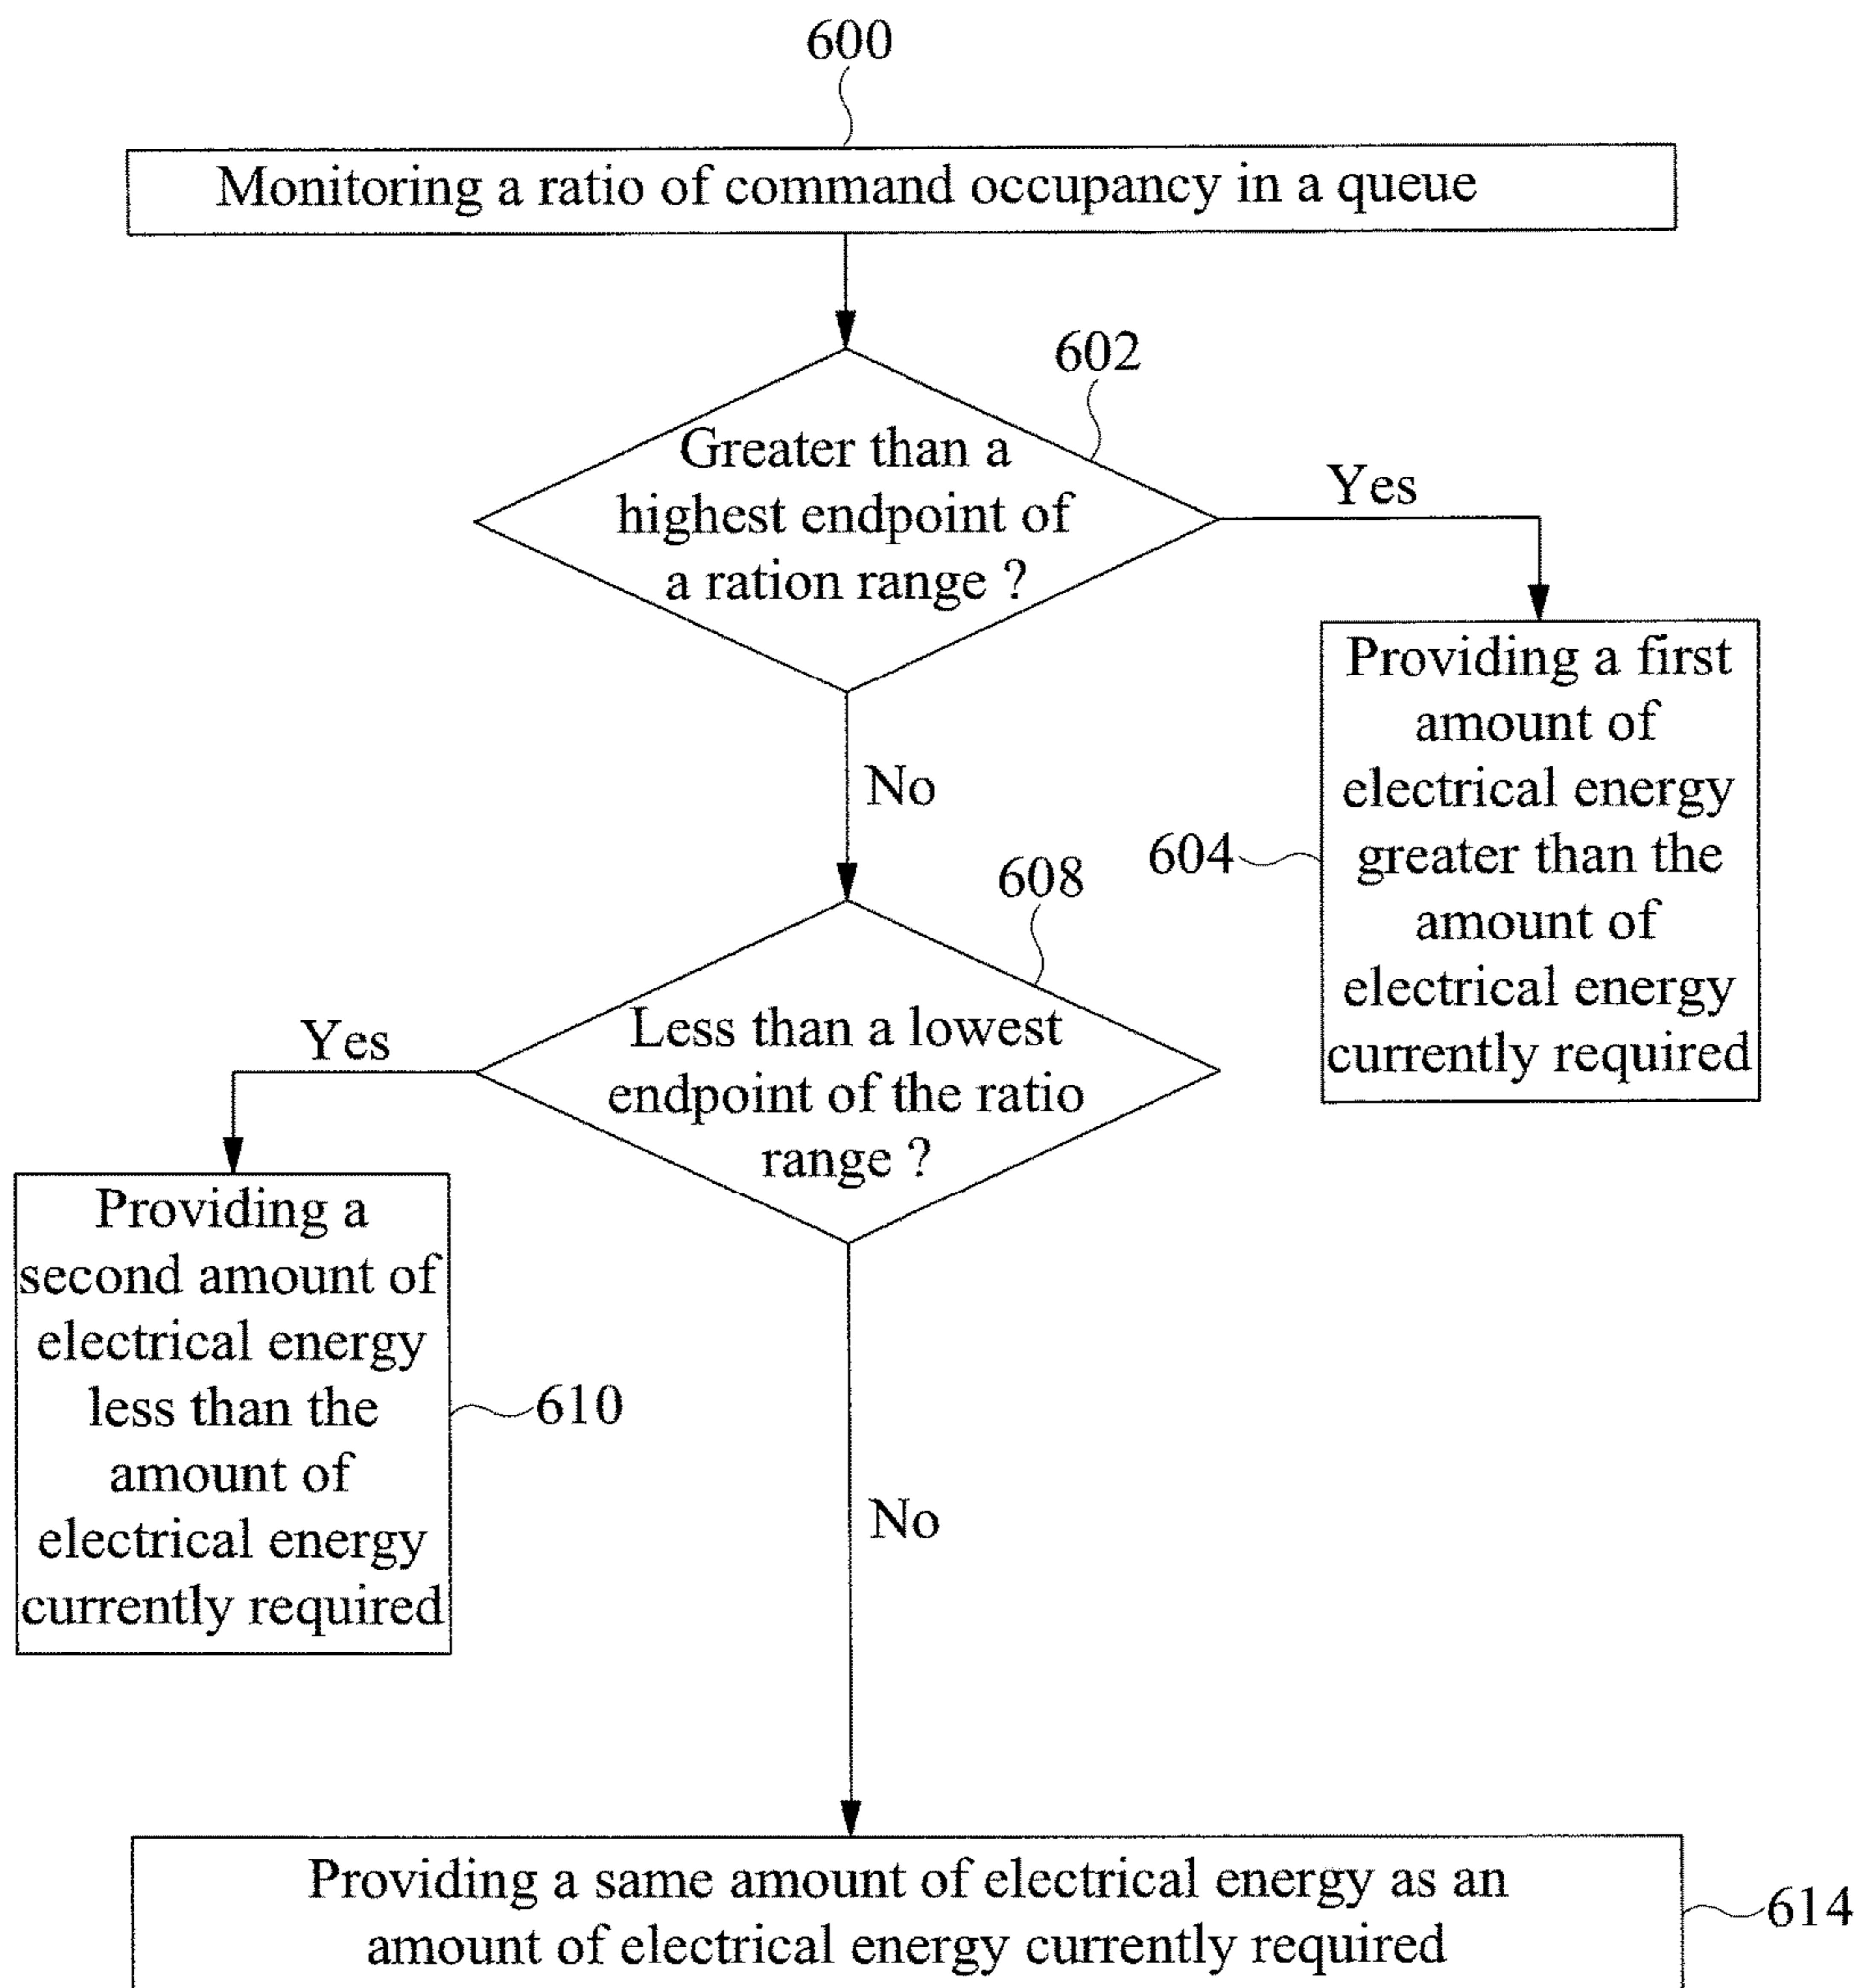 600
Monitoring a ratio of command occupancy in a queue
602
Greater than a
highest endpoint of
a ration range ?
Yes
Providing a first
amount of
electrical energy
greater than the
amount of
electrical energy
currently required
604
No
608
Less than a lowest
endpoint of the ratio
range ?
Yes
Providing a
second amount of
electrical energy
less than the
amount of
electrical energy
currently required
610
No
Providing a same amount of electrical energy as an
amount of electrical energy currently required
614